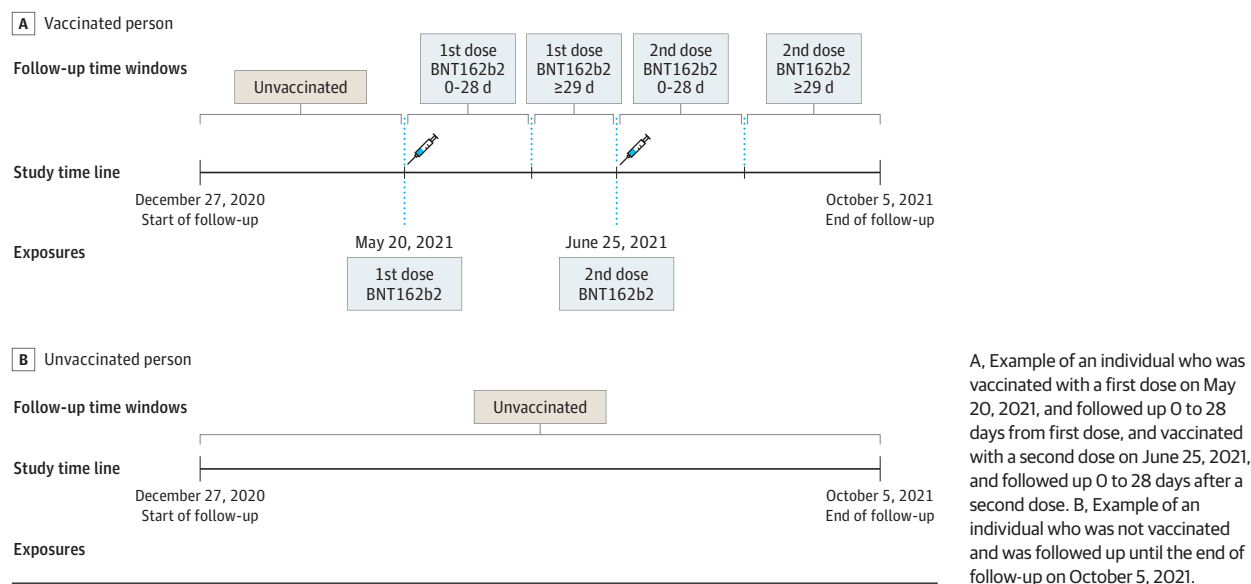 A Vaccinated person
Follow-up time windows
Unvaccinated
1st dose
BNT162b2
0-28 d
1st dose
BNT162b2
≥29 d
2nd dose
BNT162b2
0-28 d
2nd dose
BNT162b2
≥29 d
Study time line
December 27, 2020
Start of follow-up
October 5, 2021
End of follow-up
Exposures
May 20, 2021
1st dose
BNT162b2
June 25, 2021
2nd dose
BNT162b2
B Unvaccinated person
Follow-up time windows
Unvaccinated
Study time line
December 27, 2020
Start of follow-up
October 5, 2021
End of follow-up
Exposures
A, Example of an individual who was
vaccinated with a first dose on May
20, 2021, and followed up 0 to 28
days from first dose, and vaccinated
with a second dose on June 25, 2021,
and followed up 0 to 28 days after a
second dose. B, Example of an
individual who was not vaccinated
and was followed up until the end of
follow-up on October 5, 2021.